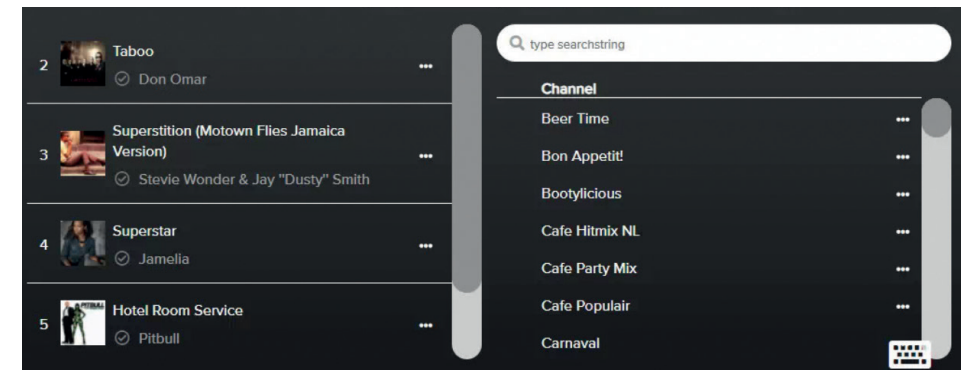 2
Taboo
Don Omar
3
Superstition (Motown Flies Jamaica
Version)
Stevie Wonder & Jay "Dusty" Smith
4
Superstar
Jamelia
5
PITBULL
Hotel Room Service
Pitbull
type searchstring
Channel
Beer Time
Bon Appetit!
Bootylicious
Cafe Hitmix NL
Cafe Party Mix
Cafe Populair
Carnaval